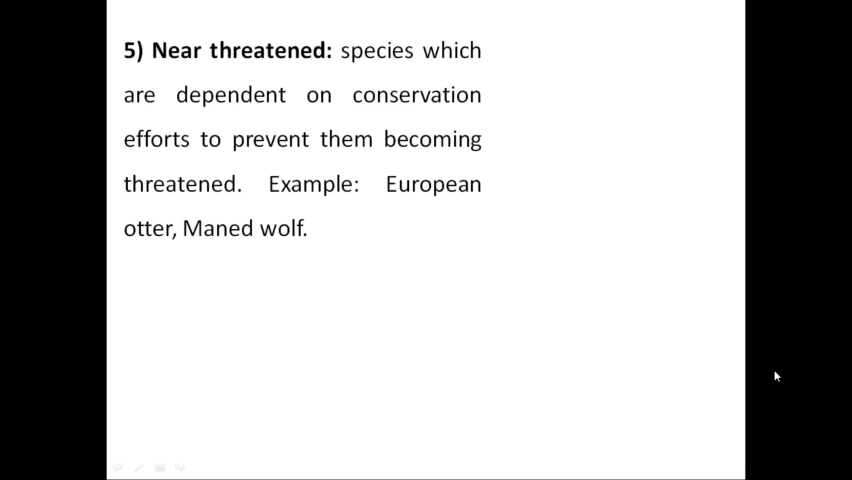 5) Near threatened: species which
are dependent on conservation
efforts to prevent them becoming
threatened. Example: European
otter, Maned wolf.